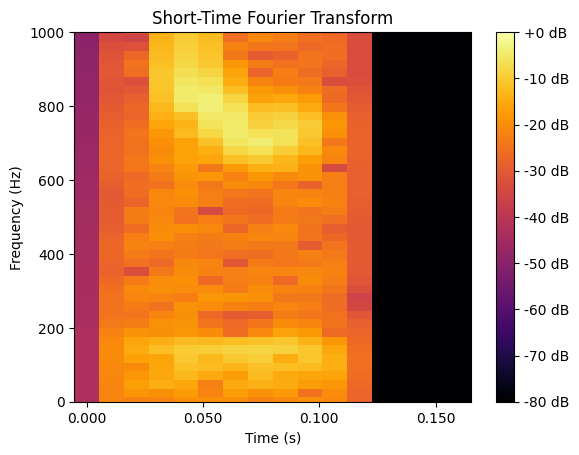 Short-Time Fourier Transform
1000
800
600
400
200
0
Frequency (Hz)
0.000
0.050
0.100
0.150
Time (s)
+0 dB
-10 dB
-20 dB
-30 dB
-40 dB
-50 dB
-60 dB
-70 dB
-80 dB